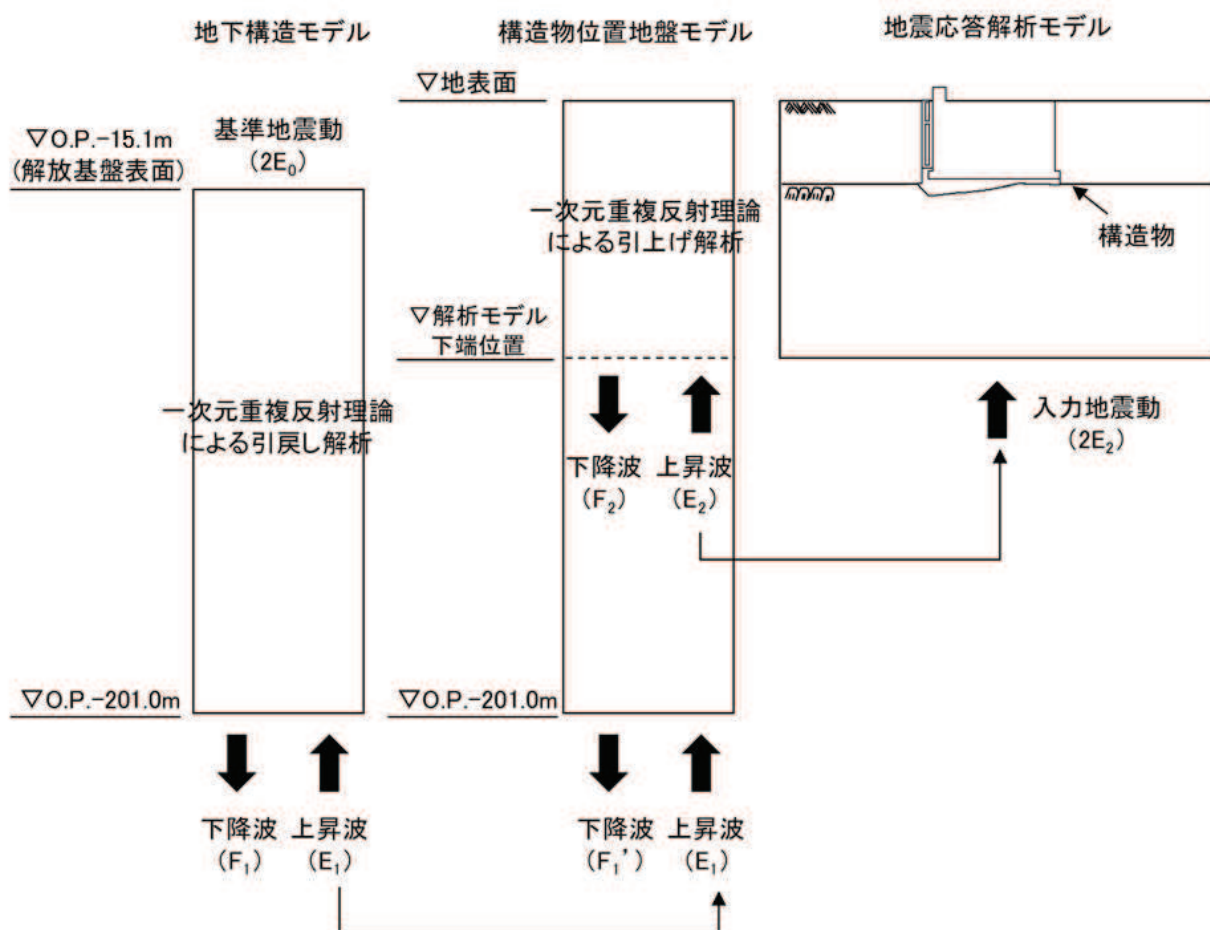 地下構造モデル
構造物位置地盤モデル
地震応答解析モデル
▽地表面
▽O.P.-15.1m
(解放基盤表面)
基準地震動
(2E₀)
一次元重複反射理論
による引上げ解析
構造物
▽解析モデル
下端位置
一次元重複反射理論
による引戻し解析
下降波
(F₂)
上昇波
(E₂)
入力地震動
(2E₂)
▽O.P.-201.0m
▽O.P.-201.0m
下降波
(F₁)
上昇波
(E₁)
下降波
(F₁')
上昇波
(E₁)